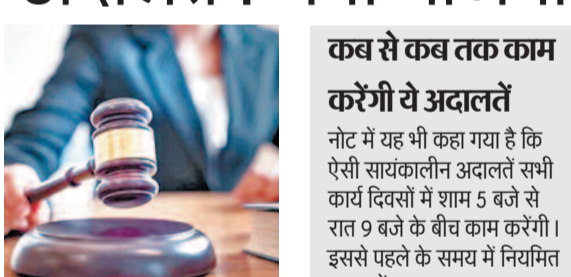 कब से कब तक काम
करेंगी ये अदालतें
नोट में यह भी कहा गया है कि
ऐसी सायंकालीन अदालतें सभी
कार्य दिवसों में शाम 5 बजे से
रात 9 बजे के बीच काम करेंगी।
इससे पहले के समय में नियमित